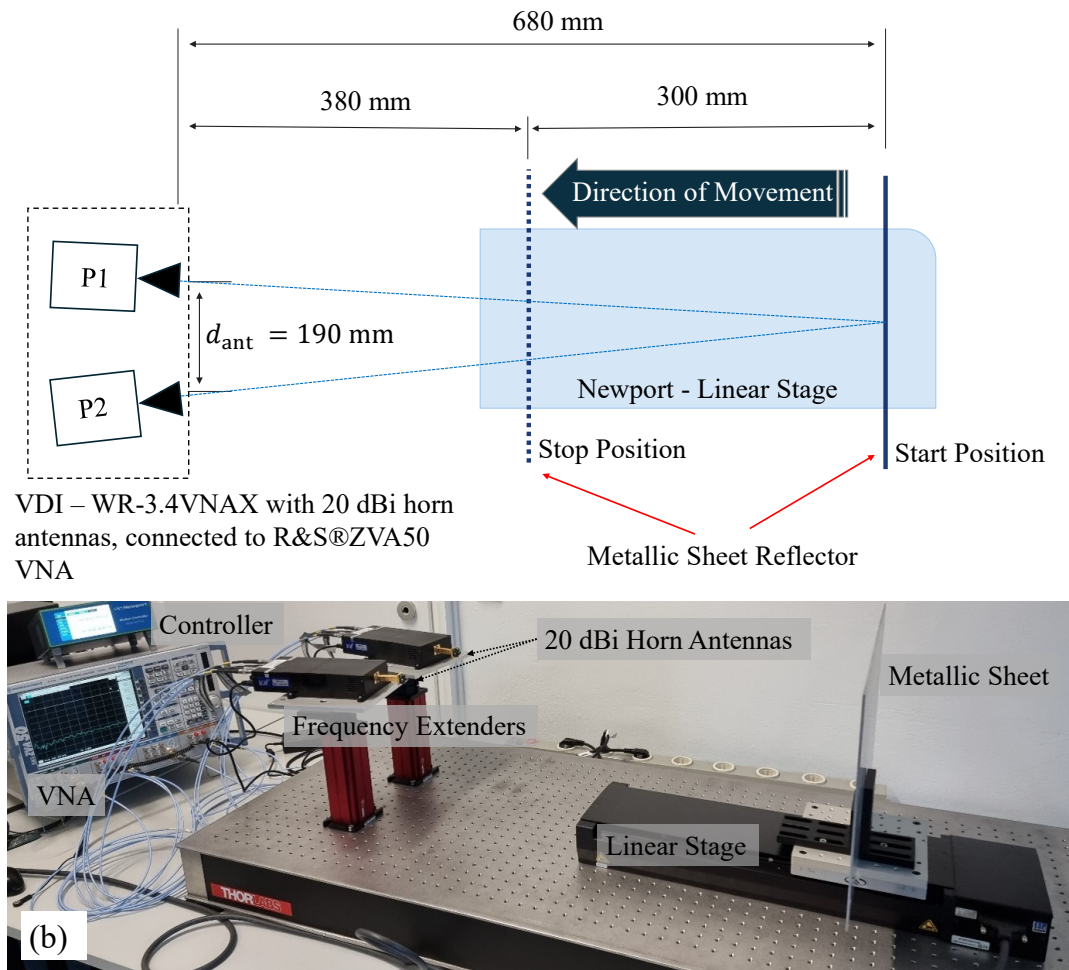 680 mm
380 mm
300 mm
Direction of Movement
P1
d_ant = 190 mm
P2
Newport - Linear Stage
Stop Position
Start Position
VDI – WR-3.4VNAX with 20 dBi horn
antennas, connected to R&S®ZVA50
VNA
Metallic Sheet Reflector
Controller
20 dBi Horn Antennas
Metallic Sheet
Frequency Extenders
VNA
Linear Stage
THORLABS
(b)